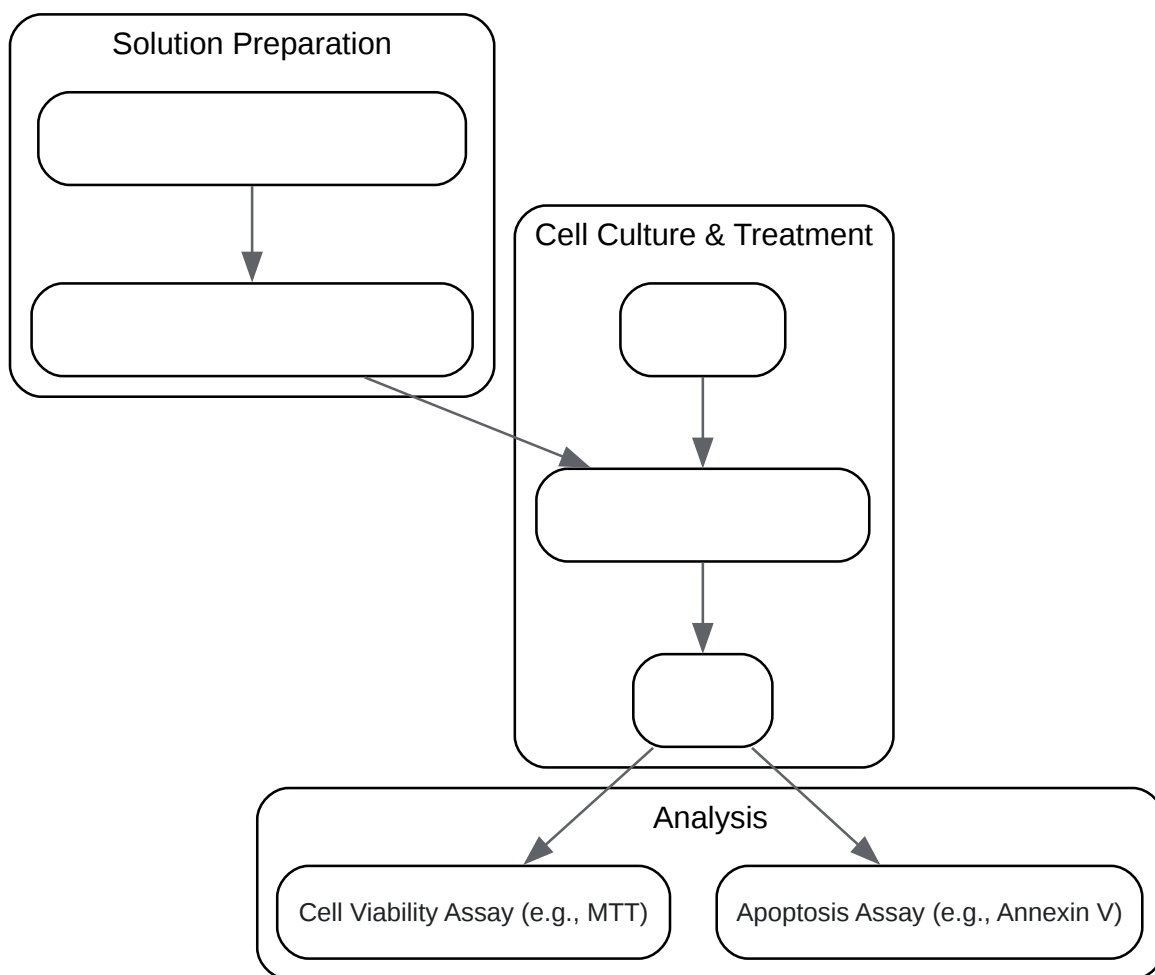 Solution Preparation
Cell Culture & Treatment
Analysis
Cell Viability Assay (e.g., MTT)
Apoptosis Assay (e.g., Annexin V)